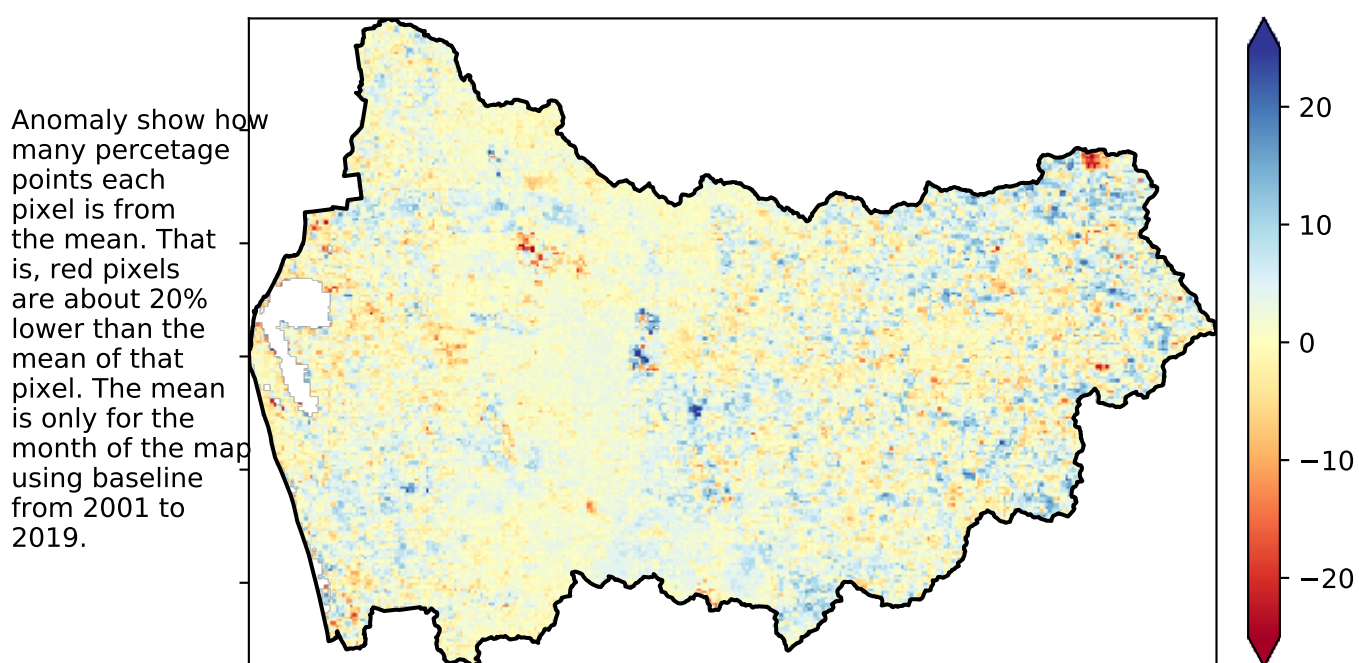 Anomaly show how
many percetage
points each
pixel is from
the mean. That
is, red pixels
are about 20%
lower than the
mean of that
pixel. The mean
is only for the
month of the map
using baseline
from 2001 to
2019.
20
10
0
−10
−20